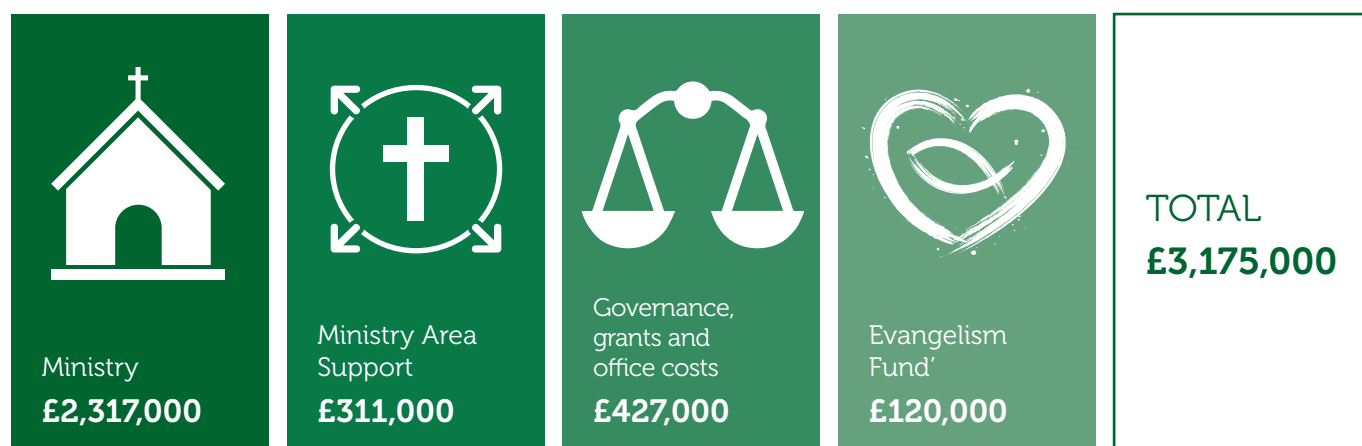 Ministry
£2,317,000
Ministry Area
Support
£311,000
Governance,
grants and
office costs
£427,000
Evangelism
Fund’
£120,000
TOTAL
£3,175,000